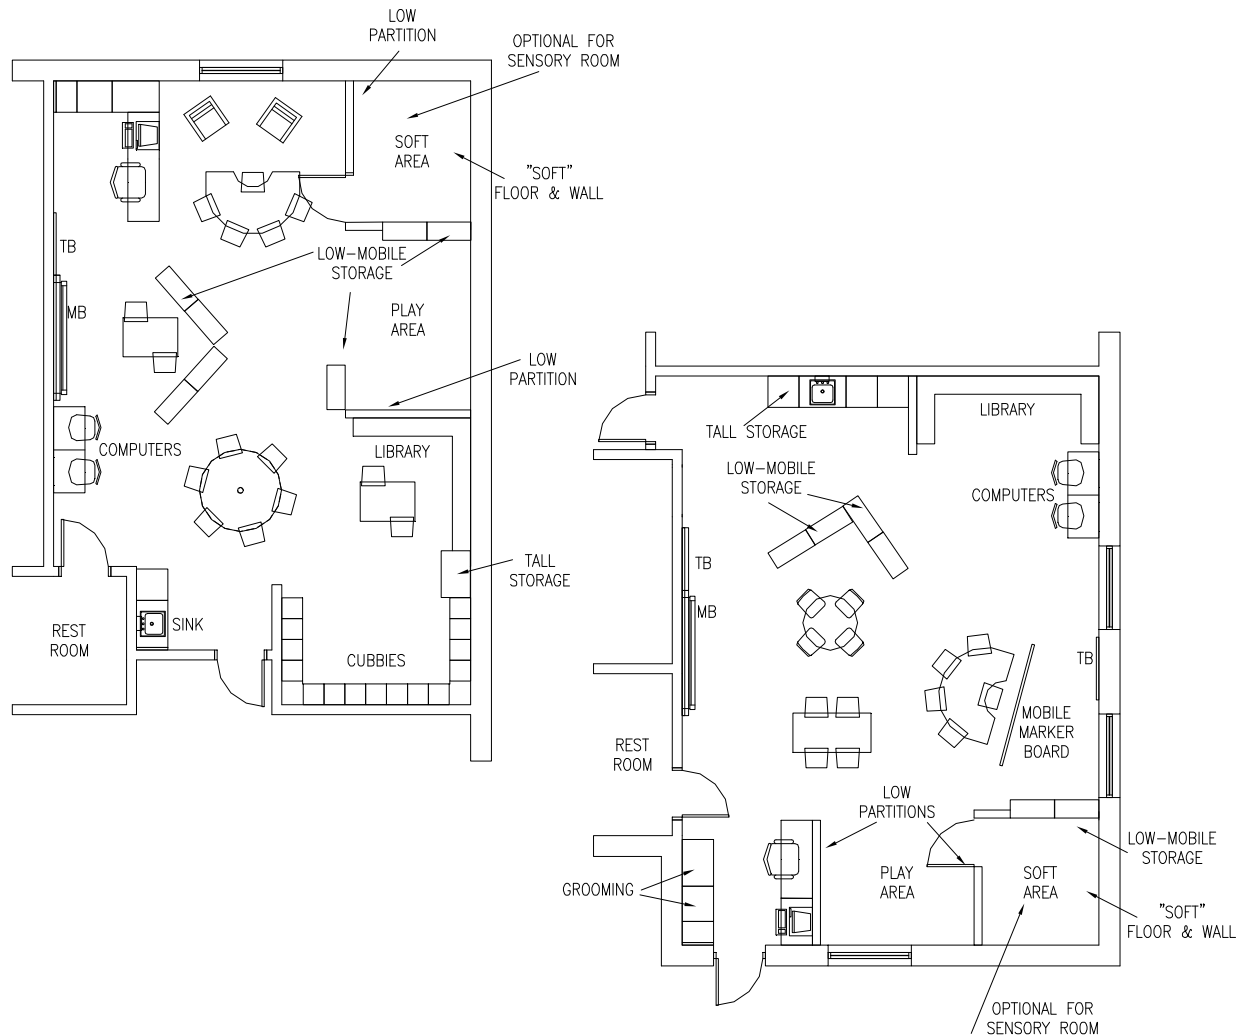 LOW
PARTITION
OPTIONAL FOR
SENSORY ROOM
SOFT
AREA
"SOFT"
FLOOR & WALL
TB
LOW-MOBILE
STORAGE
MB
PLAY
AREA
LOW
PARTITION
COMPUTERS
LIBRARY
TALL
STORAGE
REST
ROOM
SINK
CUBBIES
LIBRARY
TALL STORAGE
LOW-MOBILE
STORAGE
COMPUTERS
TB
MB
TB
MOBILE
MARKER
BOARD
REST
ROOM
LOW
PARTITIONS
LOW-MOBILE
STORAGE
GROOMING
PLAY
AREA
SOFT
AREA
"SOFT"
FLOOR & WALL
OPTIONAL FOR
SENSORY ROOM